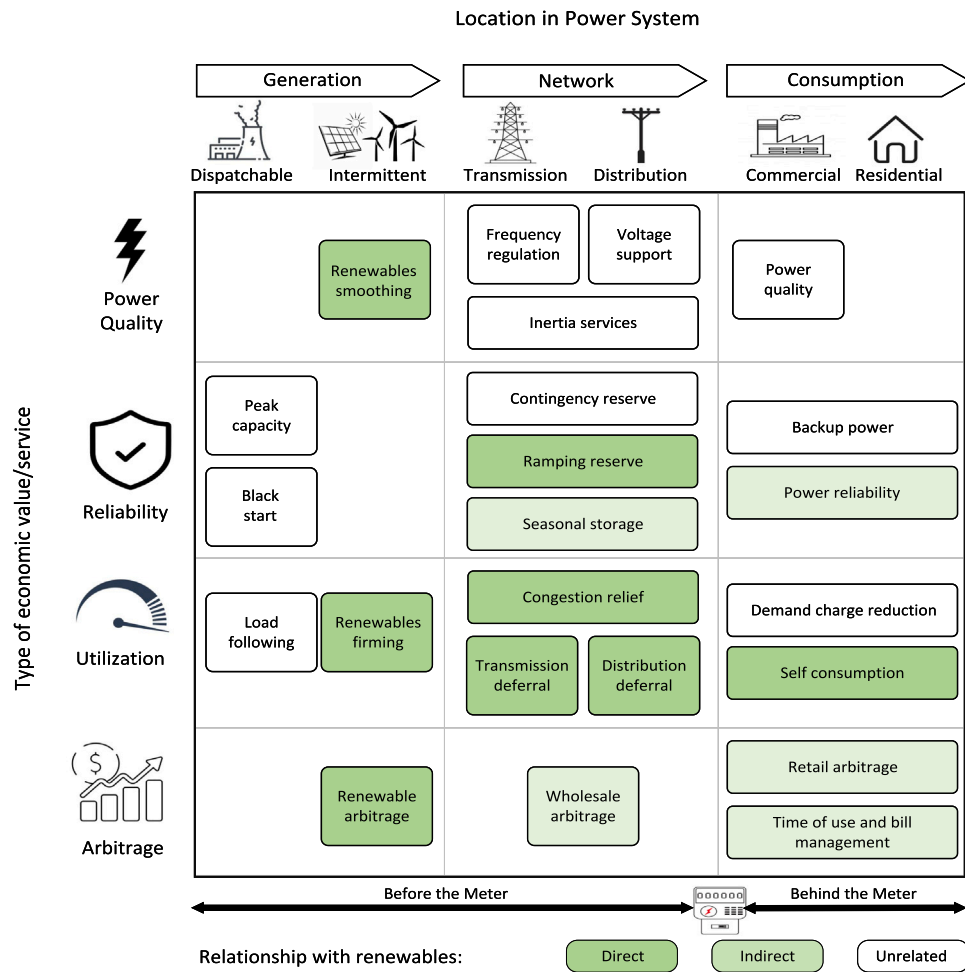 Location in Power System
Generation
Network
Consumption
Dispatchable
Intermittent
Transmission
Distribution
Commercial
Residential
Type of economic value/service
Power
Quality
Renewables
smoothing
Frequency
regulation
Voltage
support
Inertia services
Power
quality
Reliability
Peak
capacity
Black
start
Contingency reserve
Ramping reserve
Seasonal storage
Backup power
Power reliability
Utilization
Load
following
Renewables
firming
Congestion relief
Transmission
deferral
Distribution
deferral
Demand charge reduction
Self consumption
$
Arbitrage
Renewable
arbitrage
Wholesale
arbitrage
Retail arbitrage
Time of use and bill
management
Before the Meter
Behind the Meter
Relationship with renewables:
Direct
Indirect
Unrelated